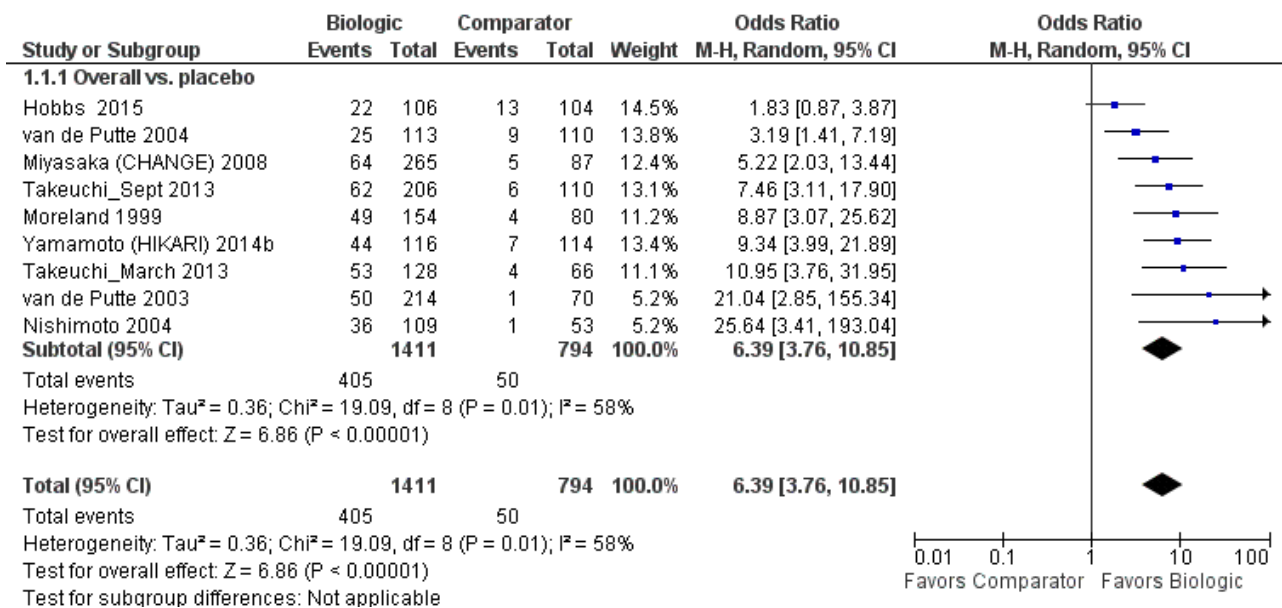 Biologic Comparator Odds Ratio Odds Ratio
Study or Subgroup Events Total Events Total Weight M-H, Random, 95% CI M-H, Random, 95% CI
1.1.1 Overall vs. placebo
Hobbs 2015 22 106 13 104 14.5% 1.83 [0.87, 3.87]
van de Putte 2004 25 113 9 110 13.8% 3.19 [1.41, 7.19]
Miyasaka (CHANGE) 2008 64 265 5 87 12.4% 5.22 [2.03, 13.44]
Takeuchi_Sept 2013 62 206 6 110 13.1% 7.46 [3.11, 17.90]
Moreland 1999 49 154 4 80 11.2% 8.87 [3.07, 25.62]
Yamamoto (HIKARI) 2014b 44 116 7 114 13.4% 9.34 [3.99, 21.89]
Takeuchi_March 2013 53 128 4 66 11.1% 10.95 [3.76, 31.95]
van de Putte 2003 50 214 1 70 5.2% 21.04 [2.85, 155.34]
Nishimoto 2004 36 109 1 53 5.2% 25.64 [3.41, 193.04]
Subtotal (95% CI) 1411 794 100.0% 6.39 [3.76, 10.85]
Total events 405 50
Heterogeneity: Tau² = 0.36; Chi² = 19.09, df = 8 (P = 0.01); I² = 58%
Test for overall effect: Z = 6.86 (P < 0.00001)
Total (95% CI) 1411 794 100.0% 6.39 [3.76, 10.85]
Total events 405 50
Heterogeneity: Tau² = 0.36; Chi² = 19.09, df = 8 (P = 0.01); I² = 58%
Test for overall effect: Z = 6.86 (P < 0.00001)
Test for subgroup differences: Not applicable
0.01 0.1 1 10 100
Favors Comparator Favors Biologic